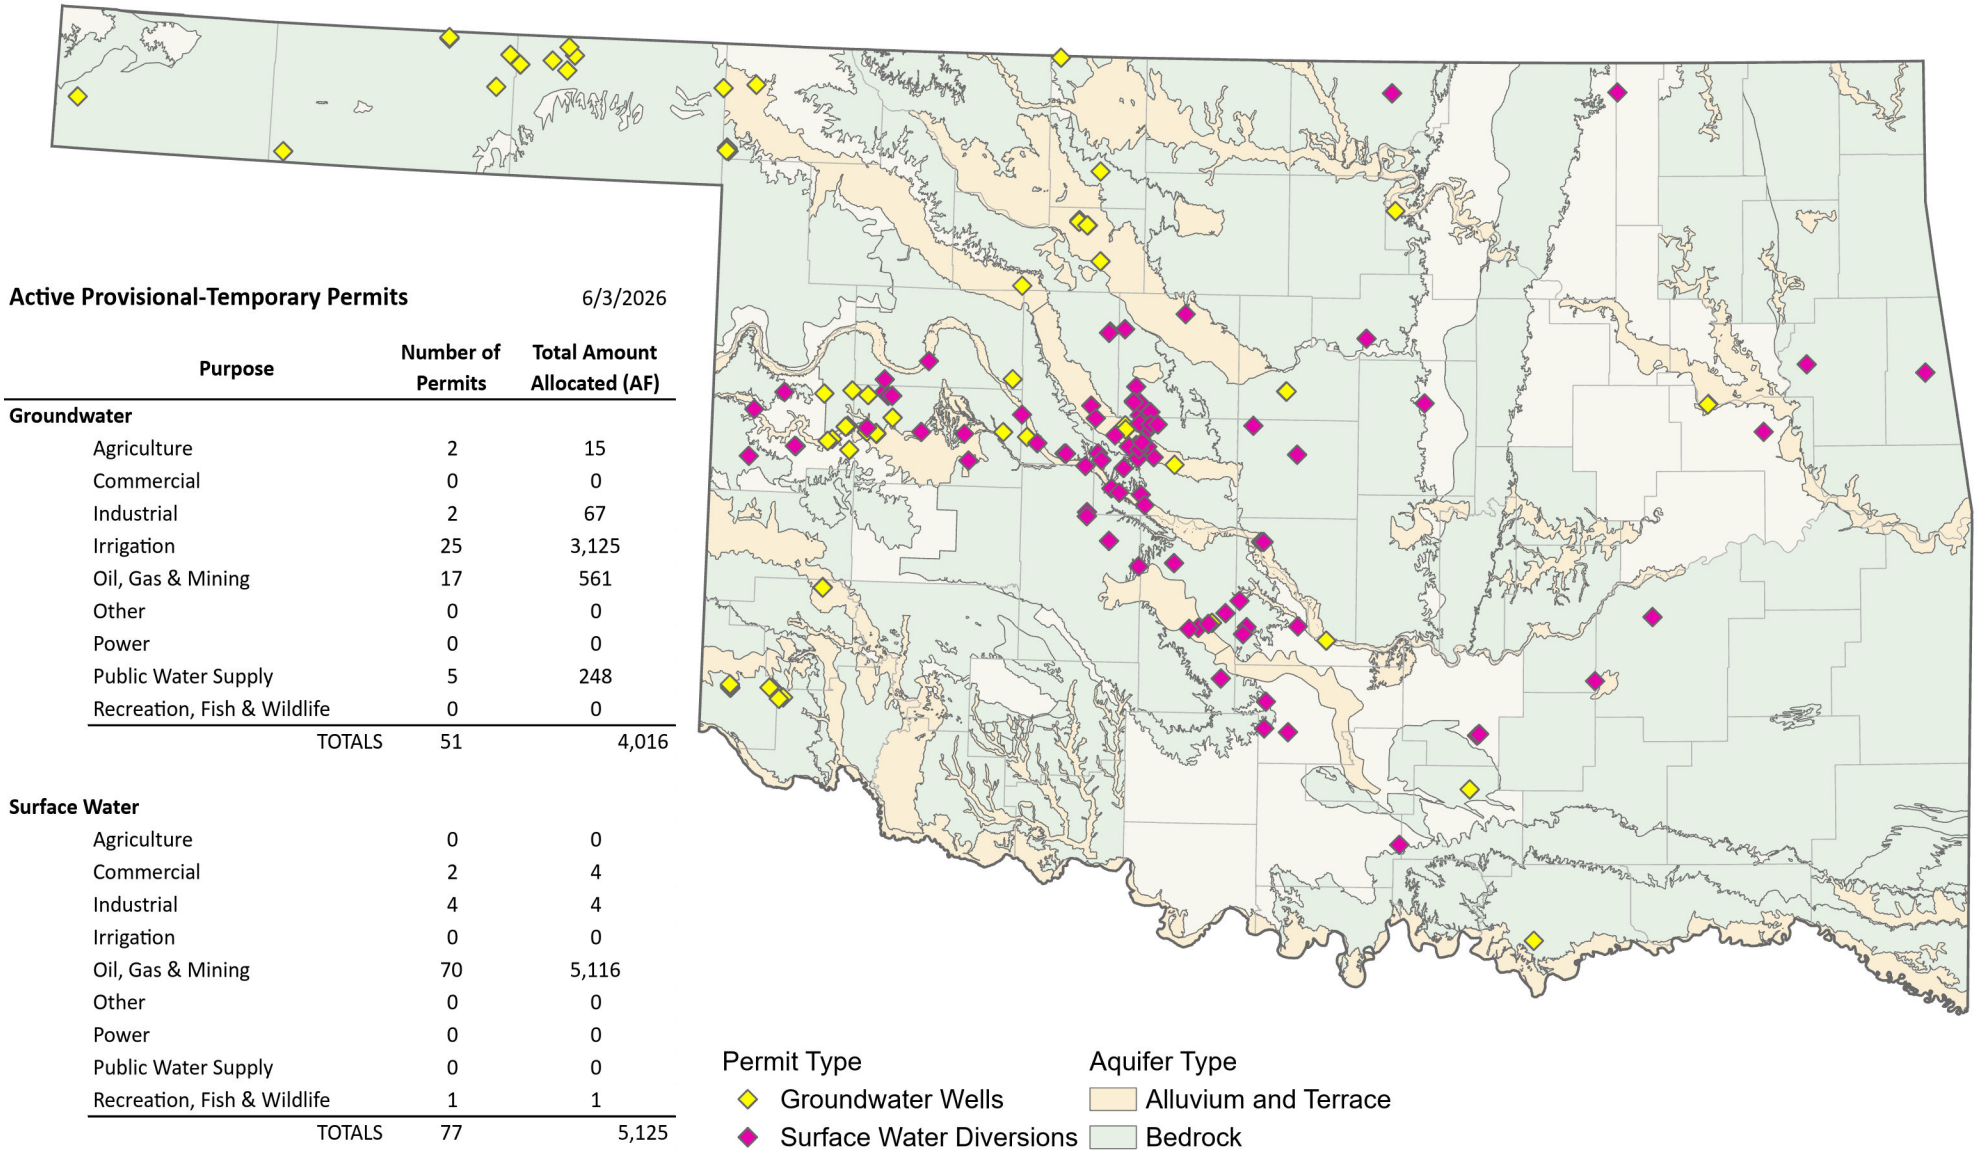 Active Provisional-Temporary Permits 6/3/2026
Purpose Number of Permits Total Amount Allocated (AF)
Groundwater
Agriculture 2 15
Commercial 0 0
Industrial 2 67
Irrigation 25 3,125
Oil, Gas & Mining 17 561
Other 0 0
Power 0 0
Public Water Supply 5 248
Recreation, Fish & Wildlife 0 0
TOTALS 51 4,016
Surface Water
Agriculture 0 0
Commercial 2 4
Industrial 4 4
Irrigation 0 0
Oil, Gas & Mining 70 5,116
Other 0 0
Power 0 0
Public Water Supply 0 0
Recreation, Fish & Wildlife 1 1
TOTALS 77 5,125
Permit Type
Groundwater Wells
Surface Water Diversions
Aquifer Type
Alluvium and Terrace
Bedrock